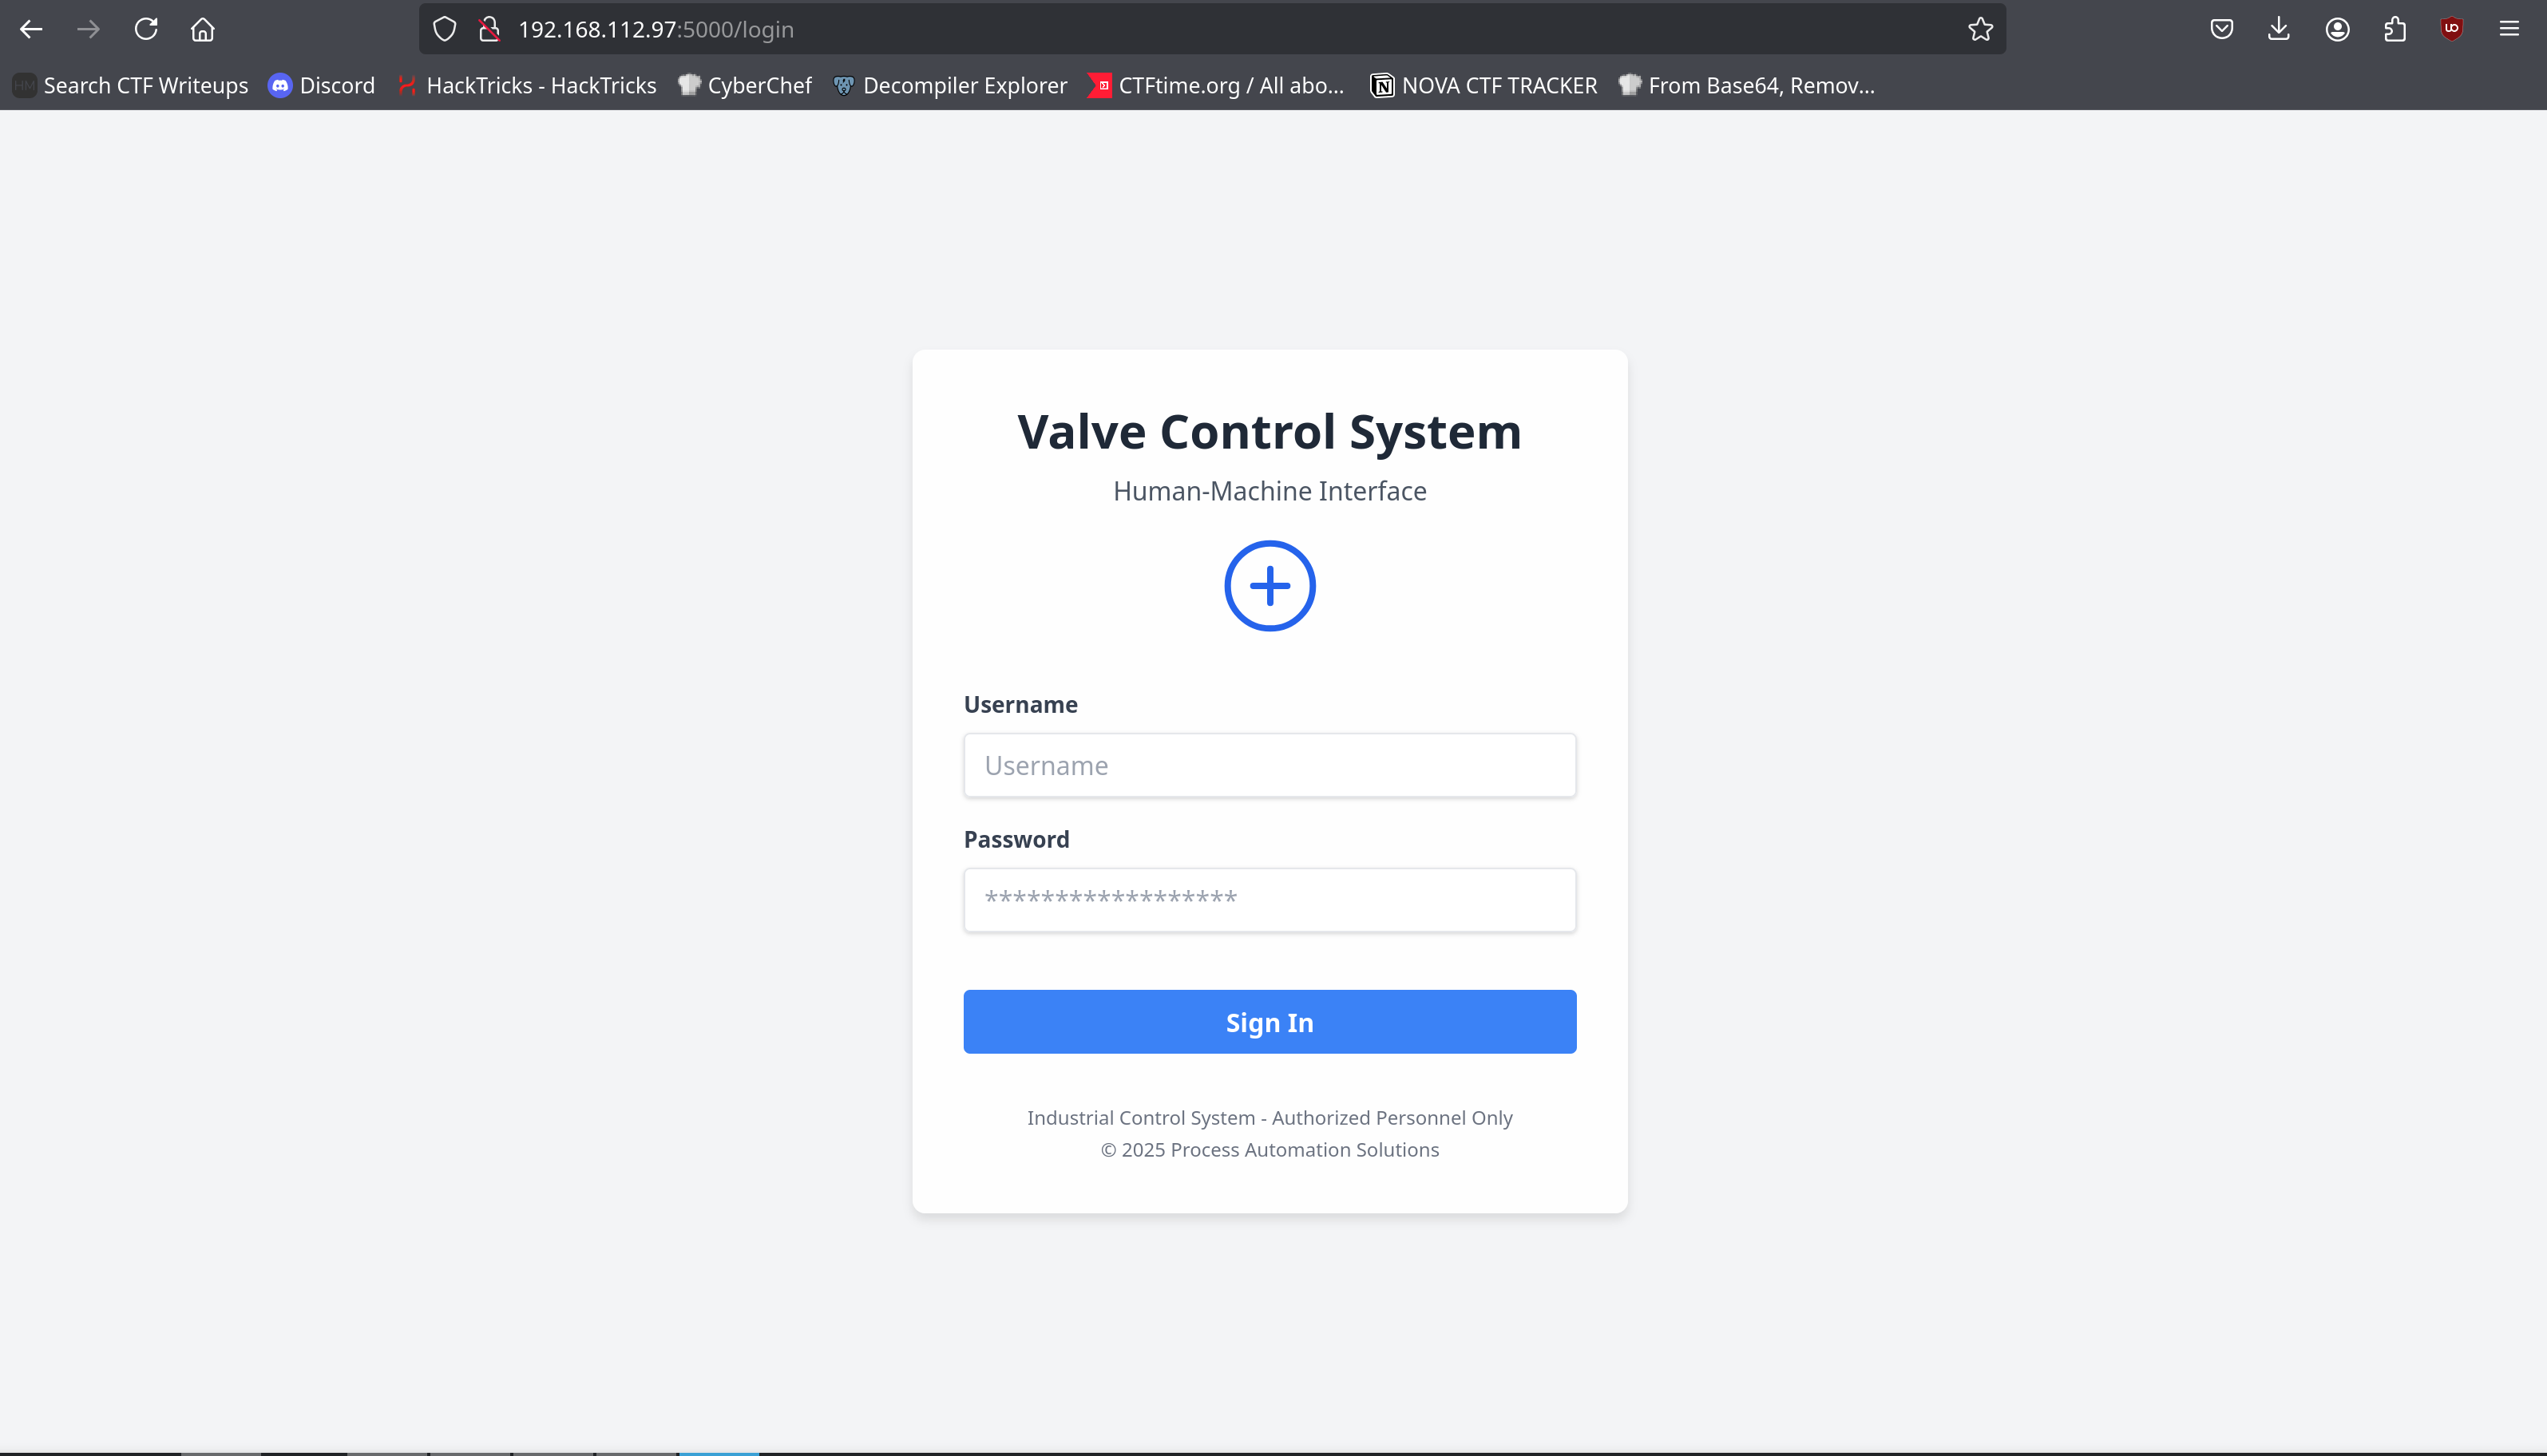 192.168.112.97:5000/login
Search CTF Writeups Discord HackTricks - HackTricks CyberChef Decompiler Explorer CTFtime.org / All abo... NOVA CTF TRACKER From Base64, Remov...
Valve Control System
Human-Machine Interface
Username
Username
Password
******************
Sign In
Industrial Control System - Authorized Personnel Only
© 2025 Process Automation Solutions